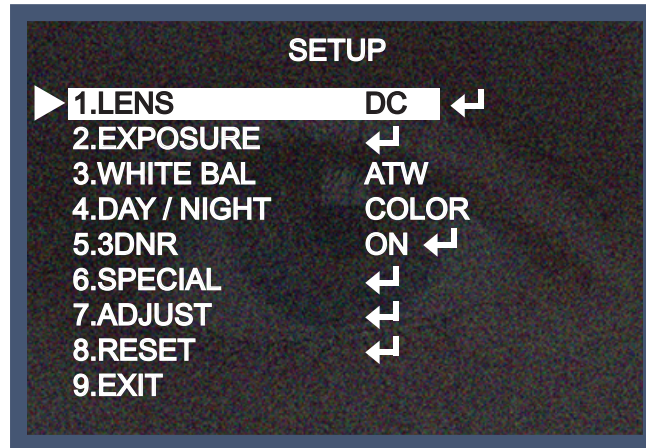 SETUP
1.LENS DC ↵
2.EXPOSURE ↵
3.WHITE BAL ATW
4.DAY / NIGHT COLOR
5.3DNR ON ↵
6.SPECIAL ↵
7.ADJUST ↵
8.RESET ↵
9.EXIT